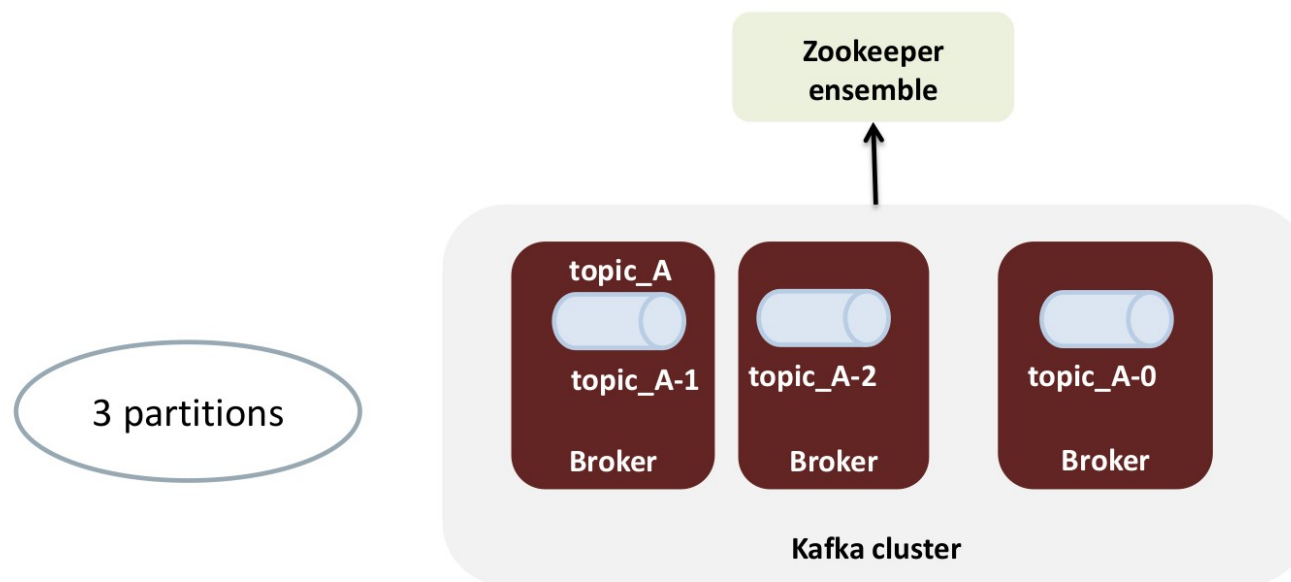 Zookeeper
ensemble
topic_A
topic_A-1
topic_A-2
topic_A-0
3 partitions
Broker
Broker
Broker
Kafka cluster